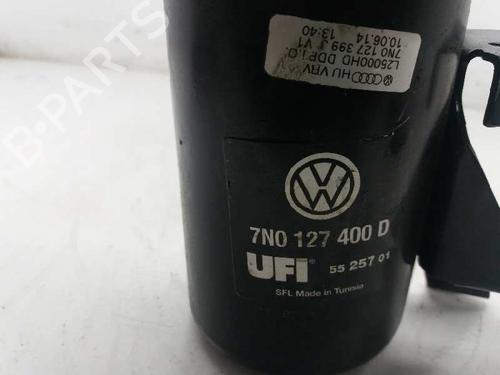 10.06.14 13:40
7N0 127 399 J V1
HU VRV
L25000HD DDP I.O.
7N0 127 400 D
UFI® 55 257 01
SFL Made in Tunisia
B-Parts